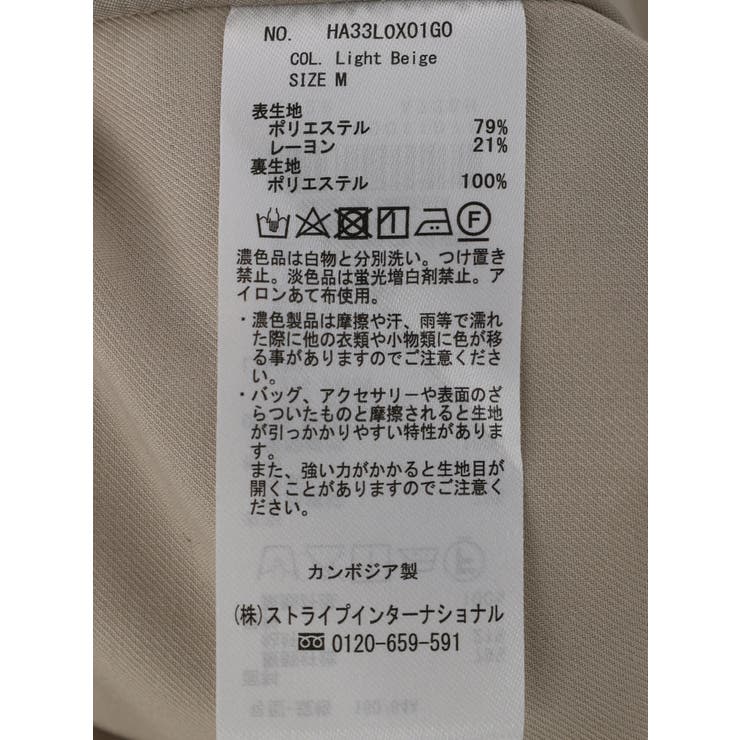 NO. HA33L0X01G0
COL. Light Beige
SIZE M
表生地
ポリエステル 79%
レーヨン 21%
裏生地
ポリエステル 100%
F
濃色品は白物と分別洗い。つけ置き
禁止。淡色品は蛍光増白剤禁止。ア
イロンあて布使用。
・濃色製品は摩擦や汗、雨等で濡れ
た際に他の衣類や小物類に色が移
る事がありますのでご注意くださ
い。
・バッグ、アクセサリーや表面のざ
らついたものと摩擦されると生地
が引っかかりやすい特性がありま
す。
また、強い力がかかると生地目が
開くことがありますのでご注意く
ださい。
カンボジア製
(株)ストライプインターナショナル
0120-659-591